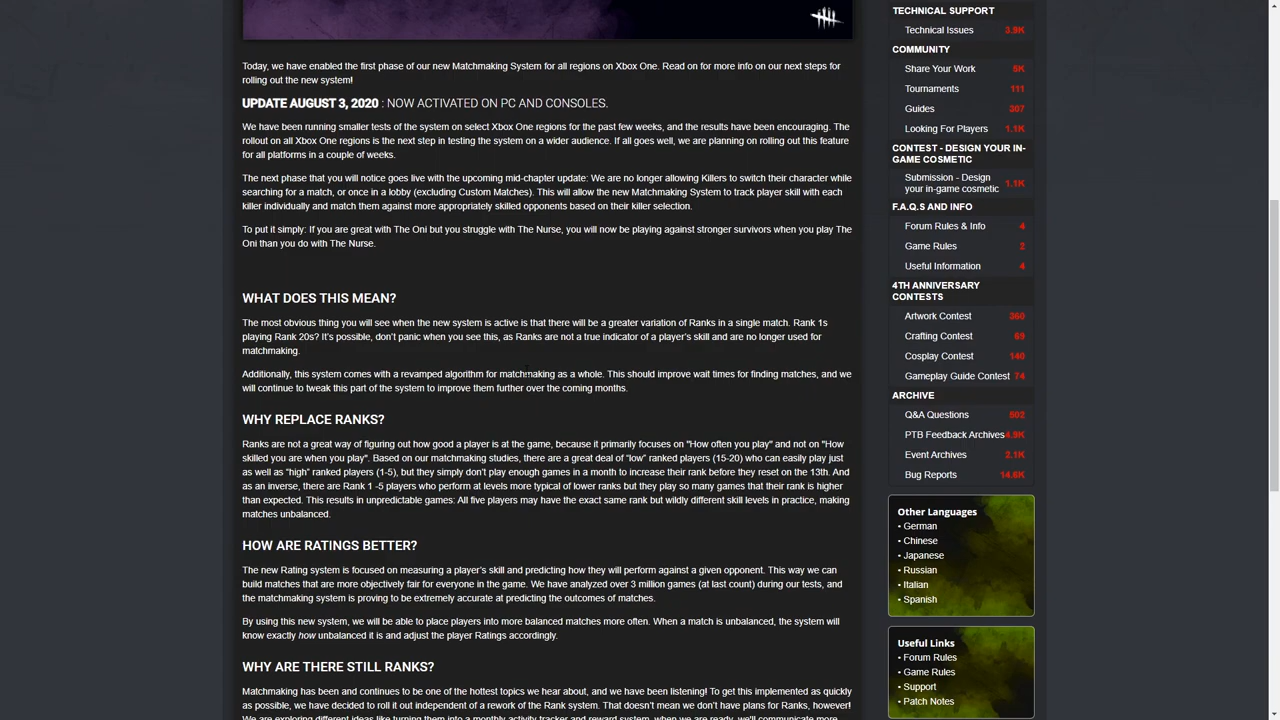 Today, we have enabled the first phase of our new Matchmaking System for all regions on Xbox One. Read on for more info on our next steps for
rolling out the new system!
UPDATE AUGUST 3, 2020 : NOW ACTIVATED ON PC AND CONSOLES.
We have been running smaller tests of the system on select Xbox One regions for the past few weeks, and the results have been encouraging. The
rollout on all Xbox One regions is the next step in testing the system on a wider audience. If all goes well, we are planning on rolling out this feature
for all platforms in a couple of weeks.
The next phase that you will notice goes live with the upcoming mid-chapter update: We are no longer allowing Killers to switch their character while
searching for a match, or once in a lobby (excluding Custom Matches). This will allow the new Matchmaking System to track player skill with each
killer individually and match them against more appropriately skilled opponents based on their killer selection.
To put it simply: If you are great with The Oni but you struggle with The Nurse, you will now be playing against stronger survivors when you play The
Oni than you do with The Nurse.
WHAT DOES THIS MEAN?
The most obvious thing you will see when the new system is active is that there will be a greater variation of Ranks in a single match. Rank 1s
playing Rank 20s? It's possible, don't panic when you see this, as Ranks are not a true indicator of a player's skill and are no longer used for
matchmaking.
Additionally, this system comes with a revamped algorithm for matchmaking as a whole. This should improve wait times for finding matches, and we
will continue to tweak this part of the system to improve them further over the coming months.
WHY REPLACE RANKS?
Ranks are not a great way of figuring out how good a player is at the game, because it primarily focuses on "How often you play" and not on "How
skilled you are when you play". Based on our matchmaking studies, there are a great deal of "low" ranked players (15-20) who can easily play just
as well as "high" ranked players (1-5), but they simply don't play enough games in a month to increase their rank before they reset on the 13th. And
as an inverse, there are Rank 1 -5 players who perform at levels more typical of lower ranks but they play so many games that their rank is higher
than expected. This results in unpredictable games: All five players may have the exact same rank but wildly different skill levels in practice, making
matches unbalanced.
HOW ARE RATINGS BETTER?
The new Rating system is focused on measuring a player's skill and predicting how they will perform against a given opponent. This way we can
build matches that are more objectively fair for everyone in the game. We have analyzed over 3 million games (at last count) during our tests, and
the matchmaking system is proving to be extremely accurate at predicting the outcomes of matches.
By using this new system, we will be able to place players into more balanced matches more often. When a match is unbalanced, the system will
know exactly how unbalanced it is and adjust the player Ratings accordingly.
WHY ARE THERE STILL RANKS?
Matchmaking has been and continues to be one of the hottest topics we hear about, and we have been listening! To get this implemented as quickly
as possible, we have decided to roll it out independent of a rework of the Rank system. That doesn't mean we don't have plans for Ranks, however!
We are exploring different ideas like turning them into a monthly activity tracker and reward system, when we are ready, we'll communicate more
TECHNICAL SUPPORT
Technical Issues 3.9K
COMMUNITY
Share Your Work 5K
Tournaments 111
Guides 307
Looking For Players 1.1K
CONTEST - DESIGN YOUR IN-
GAME COSMETIC
Submission - Design
your in-game cosmetic 1.1K
F.A.Q.S AND INFO
Forum Rules & Info 4
Game Rules 2
Useful Information 4
4TH ANNIVERSARY
CONTESTS
Artwork Contest 360
Crafting Contest 69
Cosplay Contest 140
Gameplay Guide Contest 74
ARCHIVE
Q&A Questions 502
PTB Feedback Archives 4.9K
Event Archives 2.1K
Bug Reports 14.6K
Other Languages
• German
• Chinese
• Japanese
• Russian
• Italian
• Spanish
Useful Links
• Forum Rules
• Game Rules
• Support
• Patch Notes